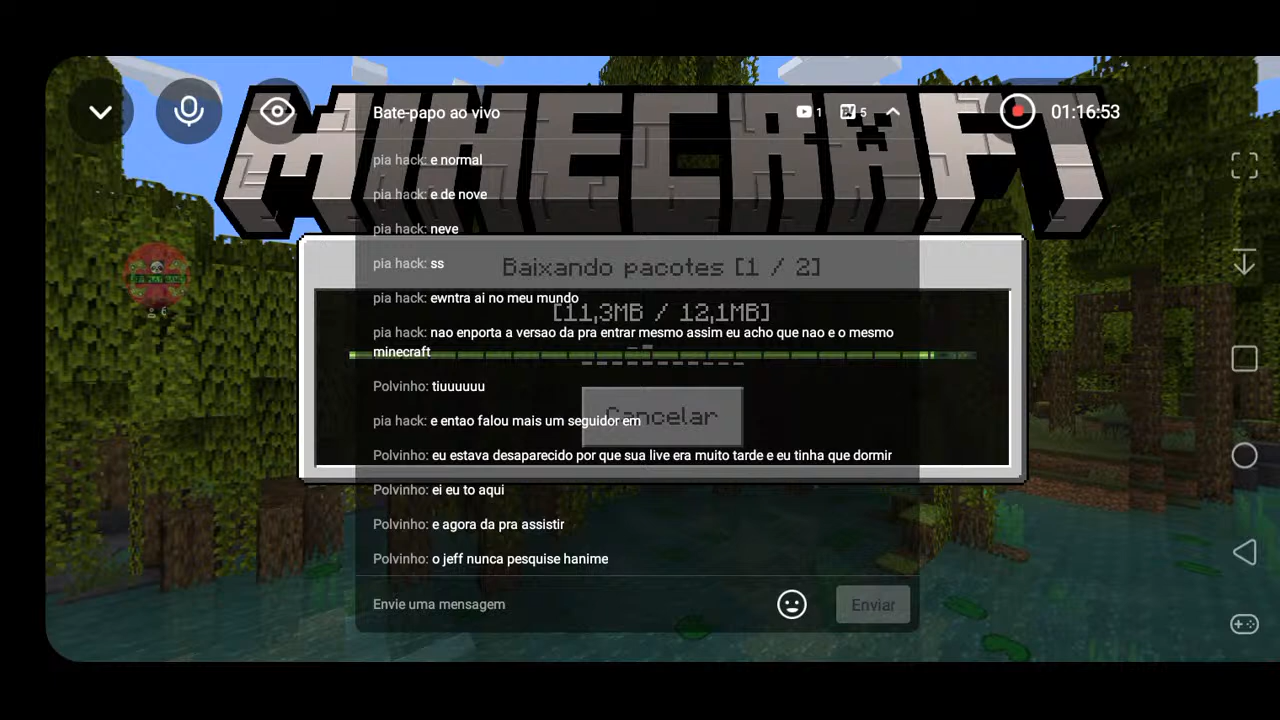 MINECRAFT
Bate-papo ao vivo
1
5
01:16:53
pia hack: e normal
pia hack: e de nove
pia hack: neve
pia hack: ss
Baixando pacotes [1 / 2]
pia hack: ewntra ai no meu mundo
[11,3MB / 12,1MB]
6
pia hack: nao enporta a versao da pra entrar mesmo assim eu acho que nao e o mesmo
minecraft
Polvinho: tiuuuuuu
Cancelar
pia hack: e entao falou mais um seguidor em
Polvinho: eu estava desaparecido por que sua live era muito tarde e eu tinha que dormir
Polvinho: ei eu to aqui
Polvinho: e agora da pra assistir
Polvinho: o jeff nunca pesquise hanime
Envie uma mensagem
Enviar